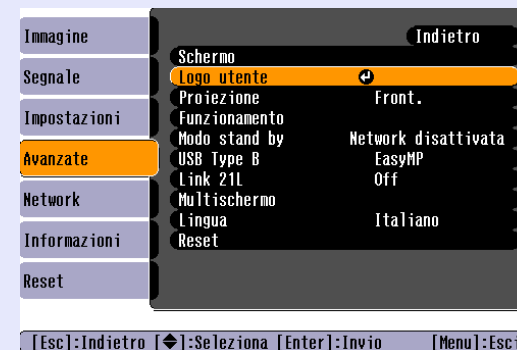 Immagine
Segnale
Impostazioni
Avanzate
Network
Informazioni
Reset
Indietro
Schermo
Logo utente
Proiezione Front.
Funzionamento
Modo stand by Network disattivata
USB Type B EasyMP
Link 21L Off
Multischermo
Lingua Italiano
Reset
[Esc]:Indietro [◆]:Seleziona [Enter]:Invio [Menu]:Esci